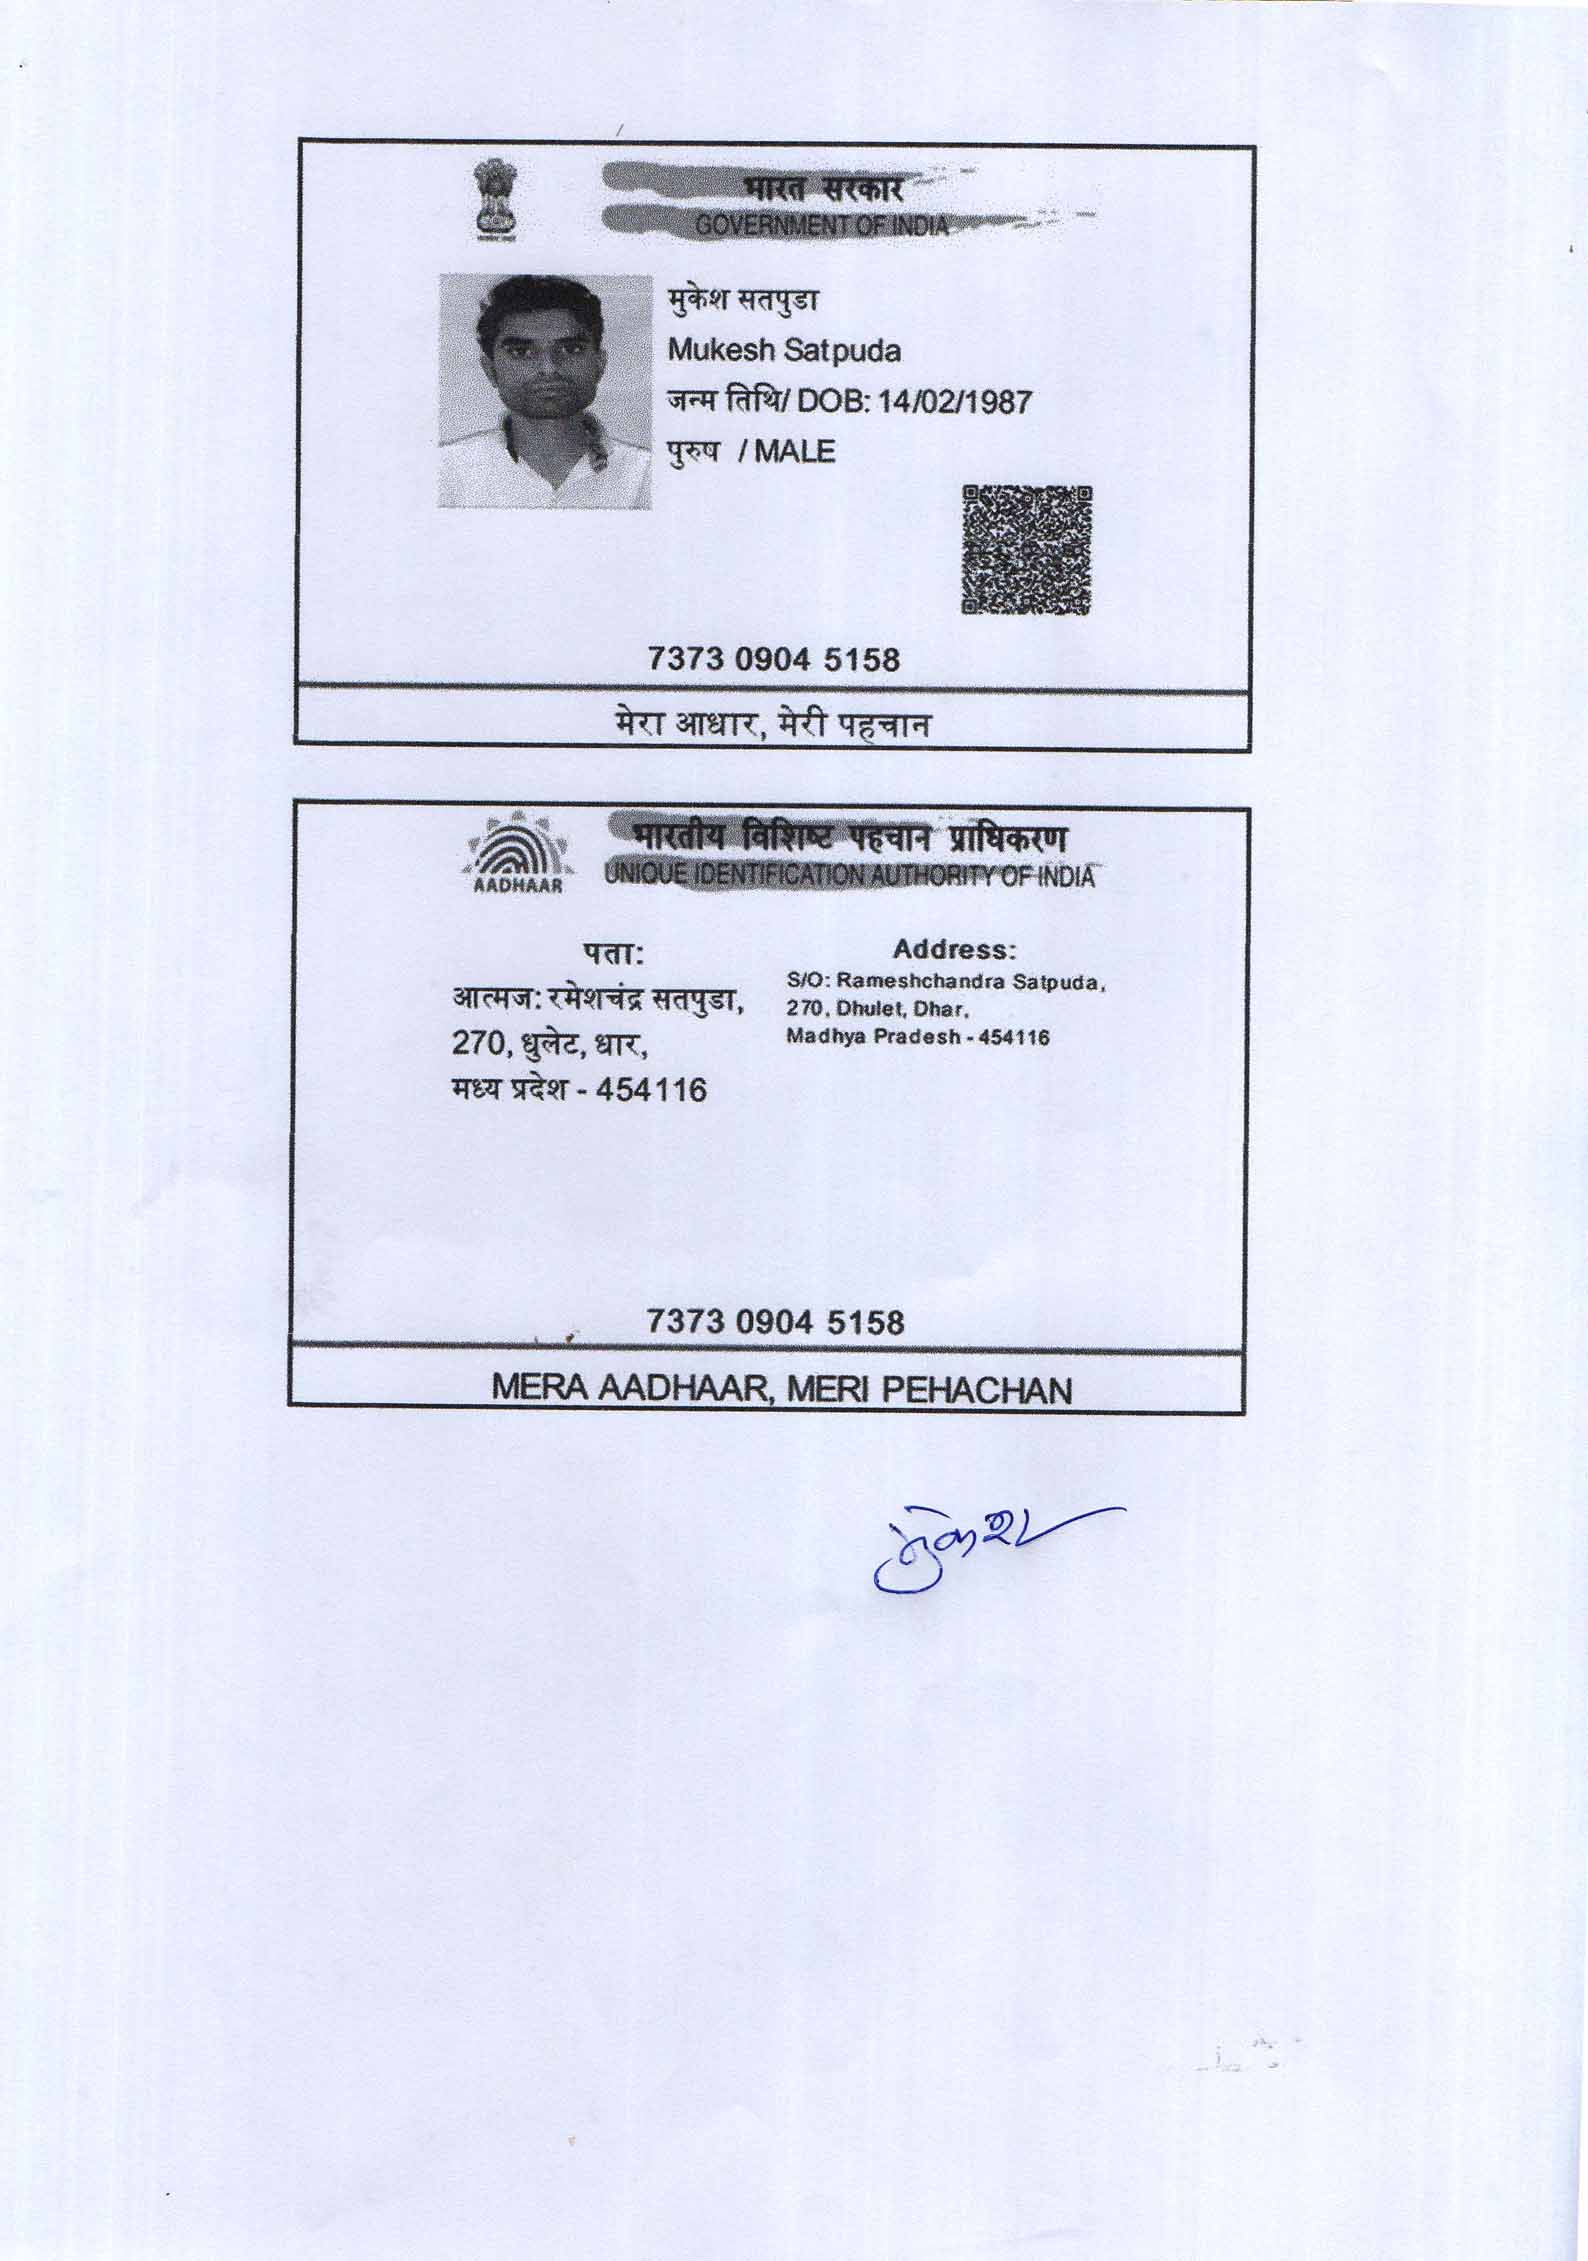 भारत सरकार
GOVERNMENT OF INDIA
मुकेश सतपुडा
Mukesh Satpuda
जन्म तिथि/ DOB: 14/02/1987
पुरुष / MALE
7373 0904 5158
मेरा आधार, मेरी पहचान
AADHAAR
भारतीय विशिष्ट पहचान प्राधिकरण
UNIQUE IDENTIFICATION AUTHORITY OF INDIA
पता:
आत्मज: रमेशचंद्र सतपुडा,
270, धुलेट, धार,
मध्य प्रदेश - 454116
Address:
S/O: Rameshchandra Satpuda,
270, Dhulet, Dhar,
Madhya Pradesh - 454116
7373 0904 5158
MERA AADHAAR, MERI PEHACHAN
मुकेश